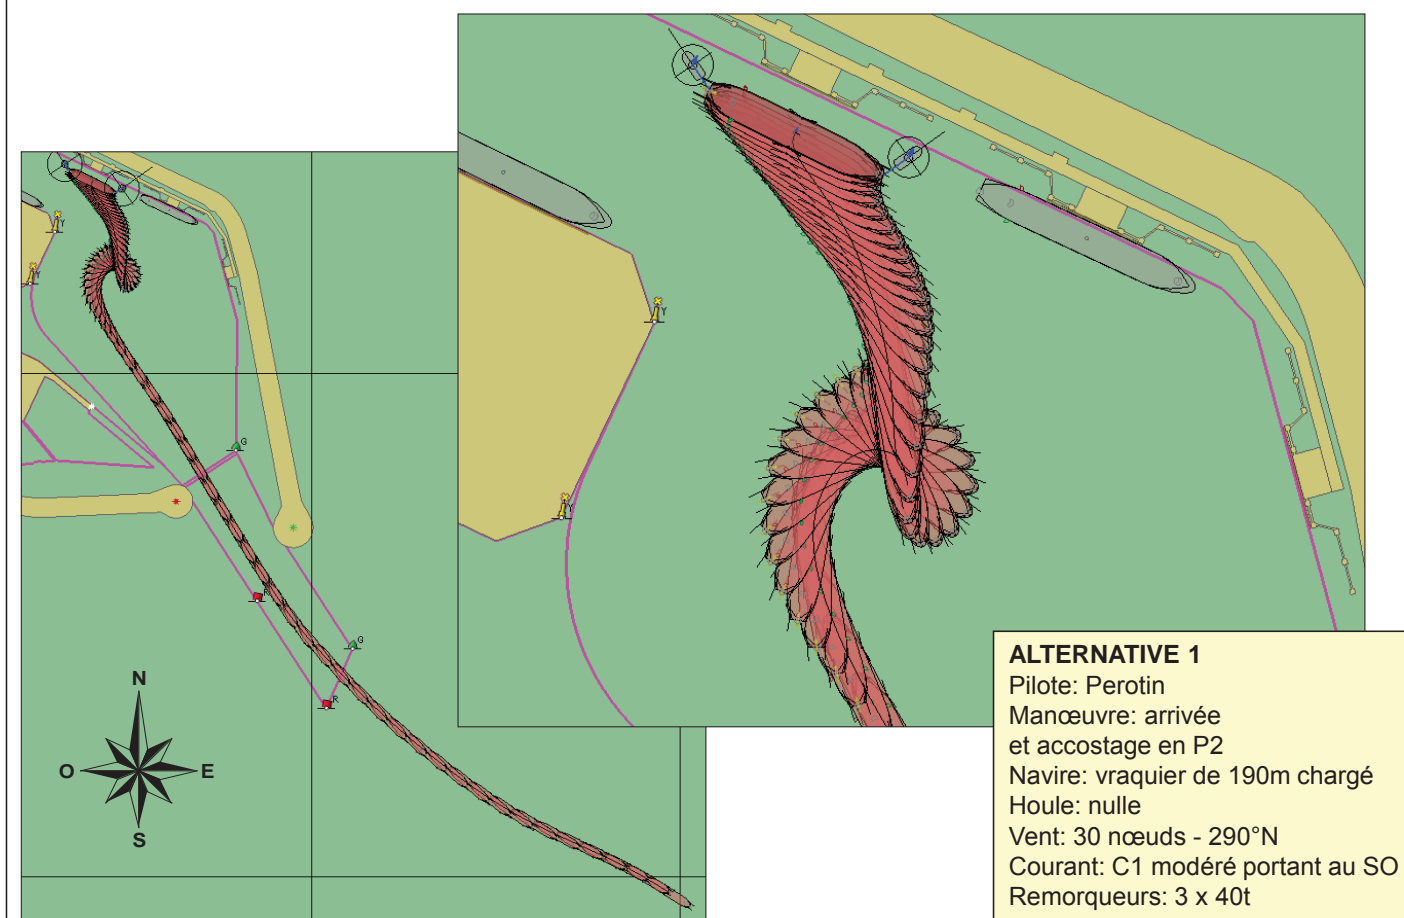 Y
Y
G
R
G
R
N
O
E
S
Y
Y
ALTERNATIVE 1
Pilote: Perotin
Manœuvre: arrivée
et accostage en P2
Navire: vraquier de 190m chargé
Houle: nulle
Vent: 30 nœuds - 290°N
Courant: C1 modéré portant au SO
Remorqueurs: 3 x 40t